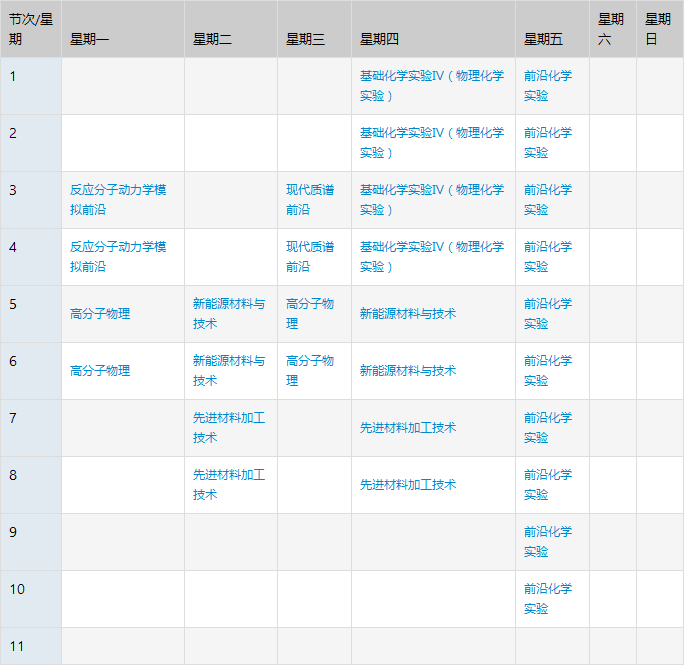 节次/星期 星期一 星期二 星期三 星期四 星期五 星期六 星期日
1 基础化学实验IV（物理化学实验） 前沿化学实验
2 基础化学实验IV（物理化学实验） 前沿化学实验
3 反应分子动力学模拟前沿 现代质谱前沿 基础化学实验IV（物理化学实验） 前沿化学实验
4 反应分子动力学模拟前沿 现代质谱前沿 基础化学实验IV（物理化学实验） 前沿化学实验
5 高分子物理 新能源材料与技术 高分子物理 新能源材料与技术 前沿化学实验
6 高分子物理 新能源材料与技术 高分子物理 新能源材料与技术 前沿化学实验
7 先进材料加工技术 先进材料加工技术 前沿化学实验
8 先进材料加工技术 先进材料加工技术 前沿化学实验
9 前沿化学实验
10 前沿化学实验
11